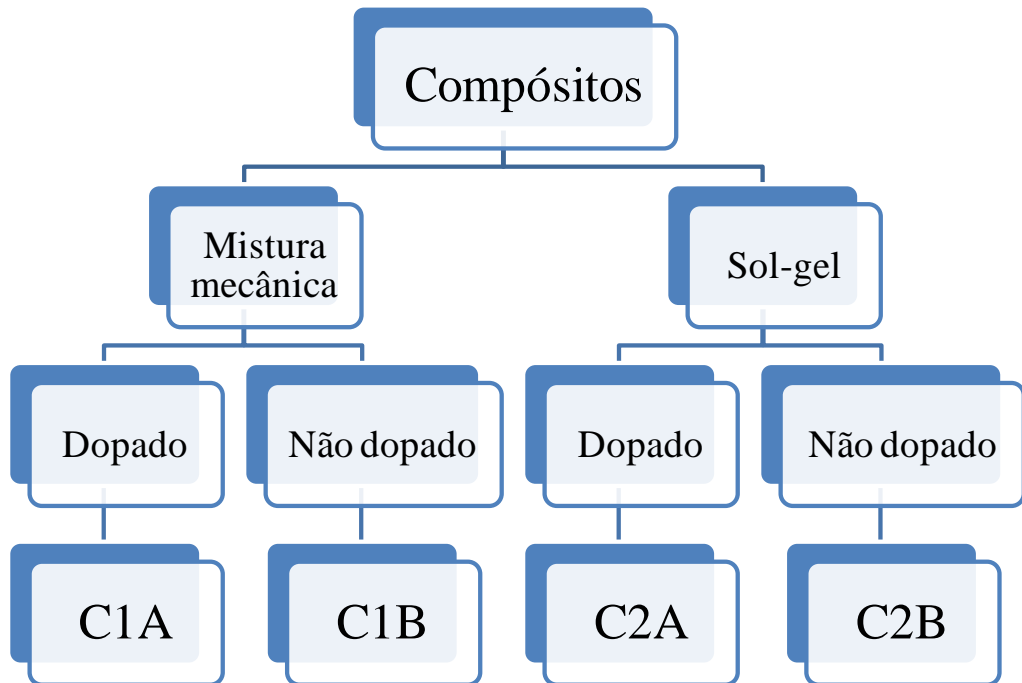 Compósitos
Mistura
mecânica
Sol-gel
Dopado
Não dopado
Dopado
Não dopado
C1A
C1B
C2A
C2B